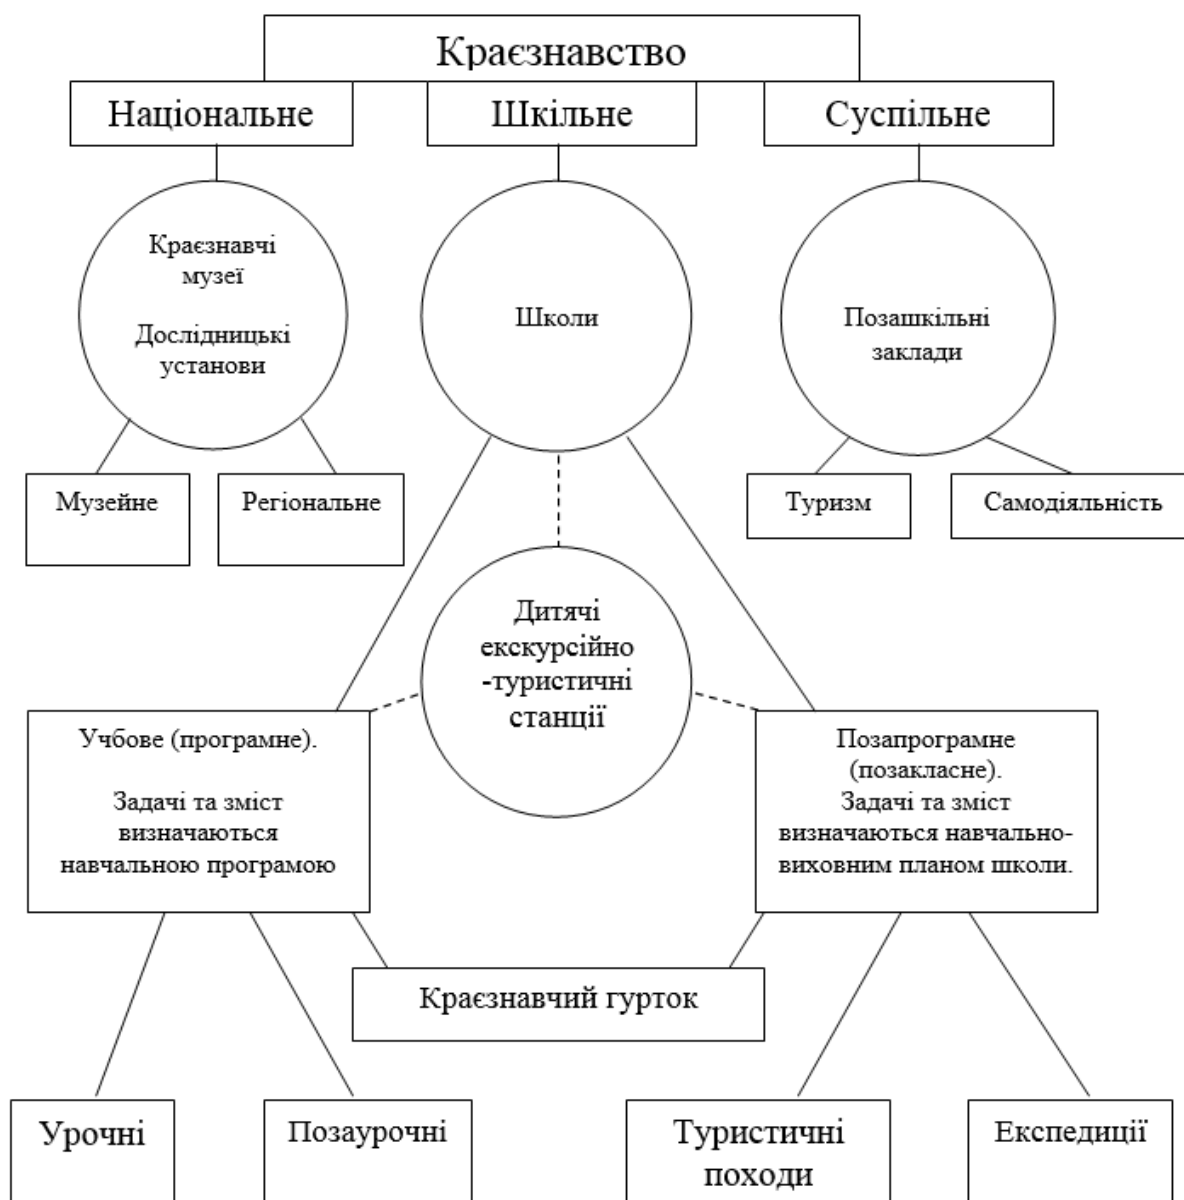 Краєзнавство
Національне
Шкільне
Суспільне
Краєзнавчі
музеї
Дослідницькі
установи
Школи
Позашкільні
заклади
Музейне
Регіональне
Туризм
Самодіяльність
Дитячі
екскурсійно
-туристичні
станції
Учбове (програмне).
Задачі та зміст
визначаються
навчальною програмою
Позапрограмне
(позакласне).
Задачі та зміст
визначаються навчально-
виховним планом школи.
Краєзнавчий гурток
Урочні
Позаурочні
Туристичні
походи
Експедиції